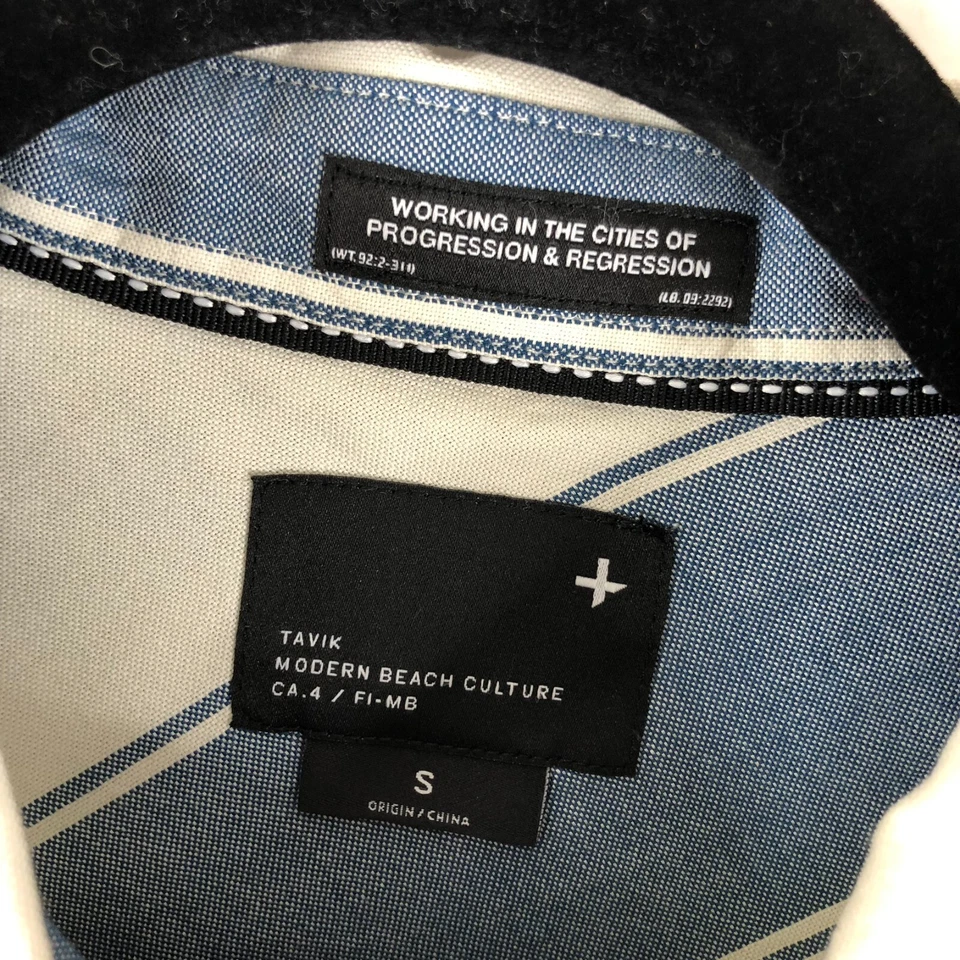 WORKING IN THE CITIES OF
PROGRESSION & REGRESSION
(WT.92:2-311)
(LB. 09:2292)
TAVIK
MODERN BEACH CULTURE
CA.4 / FI-MB
S
ORIGIN / CHINA